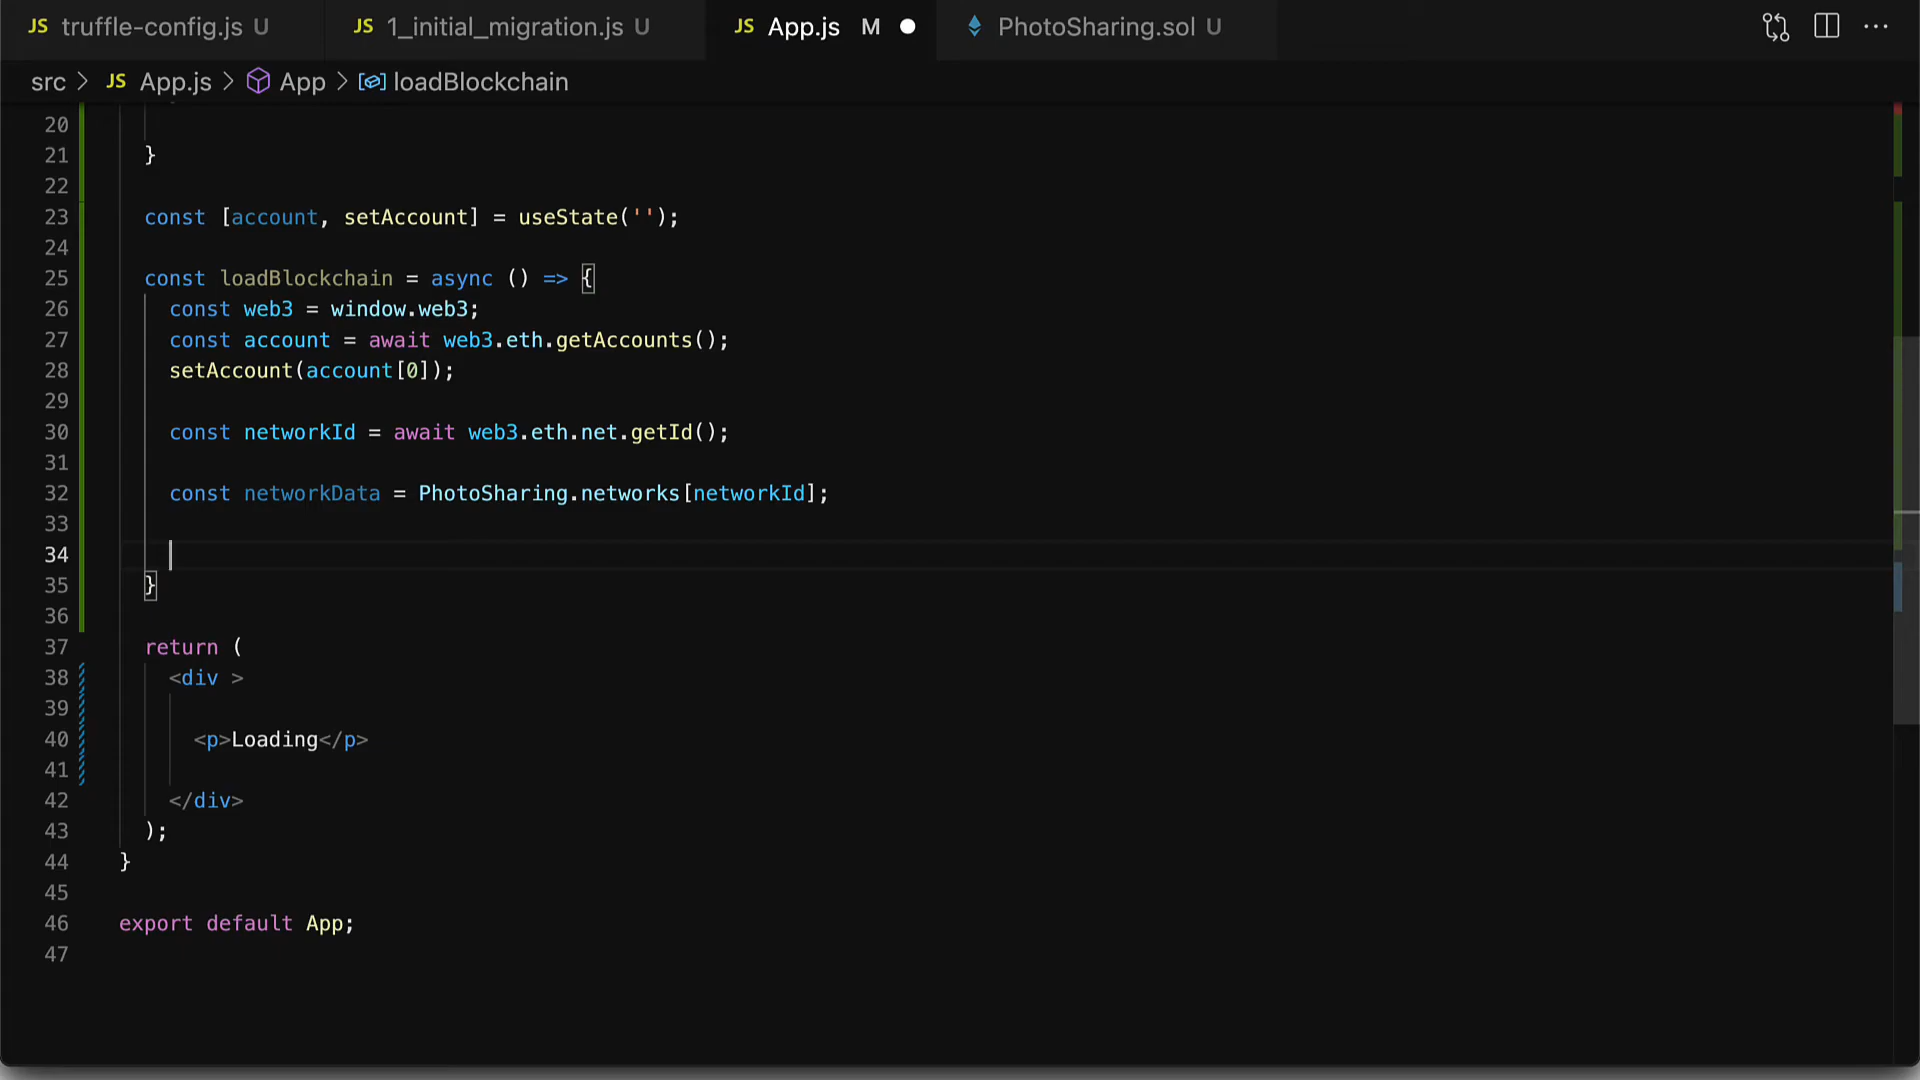 JS truffle-config.js U JS 1_initial_migration.js U JS App.js M PhotoSharing.sol U
src > JS App.js > App > loadBlockchain
20
21 }
22
23 const [account, setAccount] = useState('');
24
25 const loadBlockchain = async () => {
26 const web3 = window.web3;
27 const account = await web3.eth.getAccounts();
28 setAccount(account[0]);
29
30 const networkId = await web3.eth.net.getId();
31
32 const networkData = PhotoSharing.networks[networkId];
33
34
35 }
36
37 return (
38 <div >
39
40 <p>Loading</p>
41
42 </div>
43 );
44 }
45
46 export default App;
47